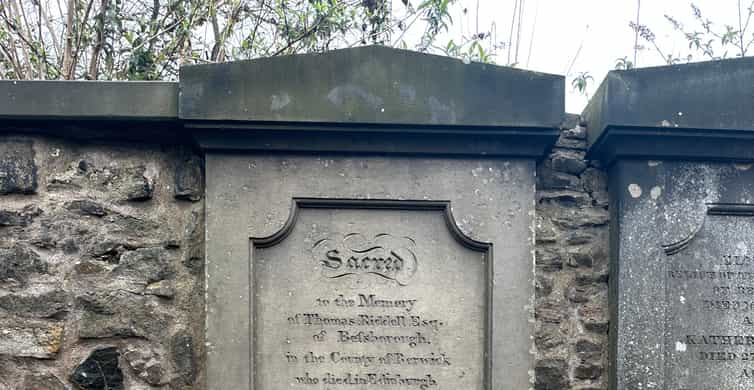 Sacred
to the Memory
of Thomas Riddell Esq.
of Bessborough,
in the County of Berwick
who died in Edinburgh
KATHER
DIED